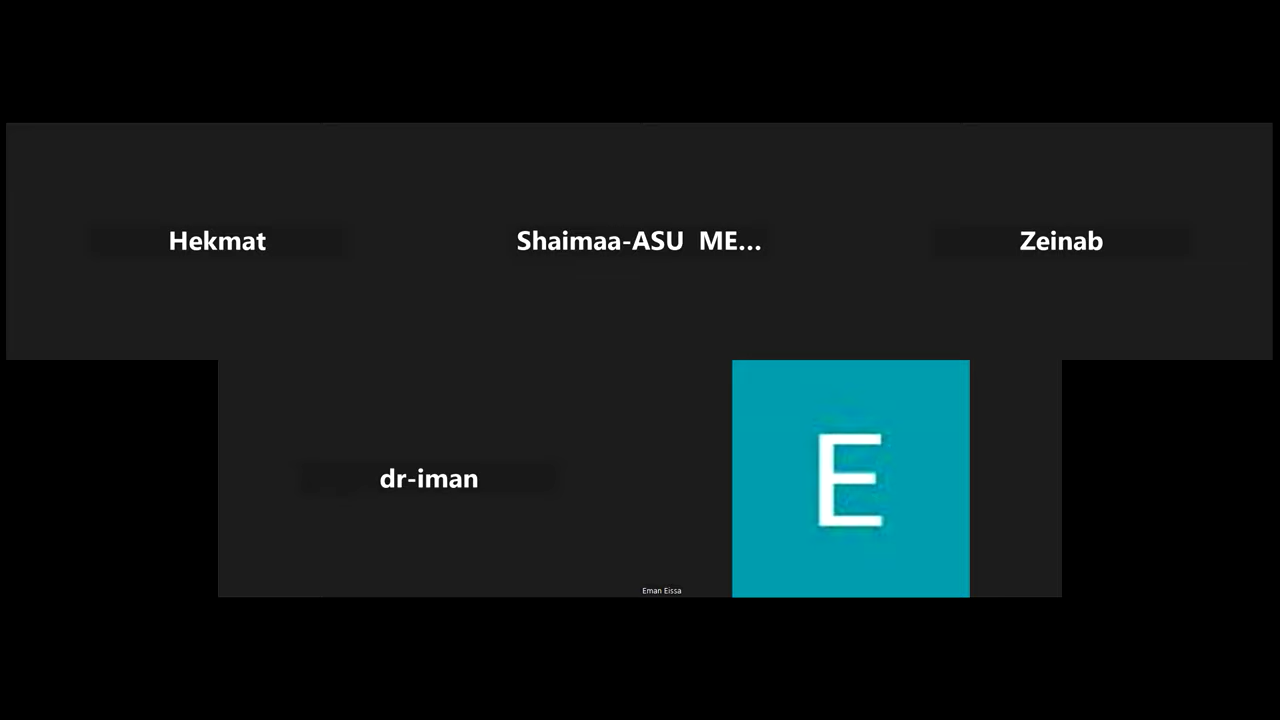 Hekmat
Shaimaa-ASU  ME...
Zeinab
dr-iman
E
Eman Eissa